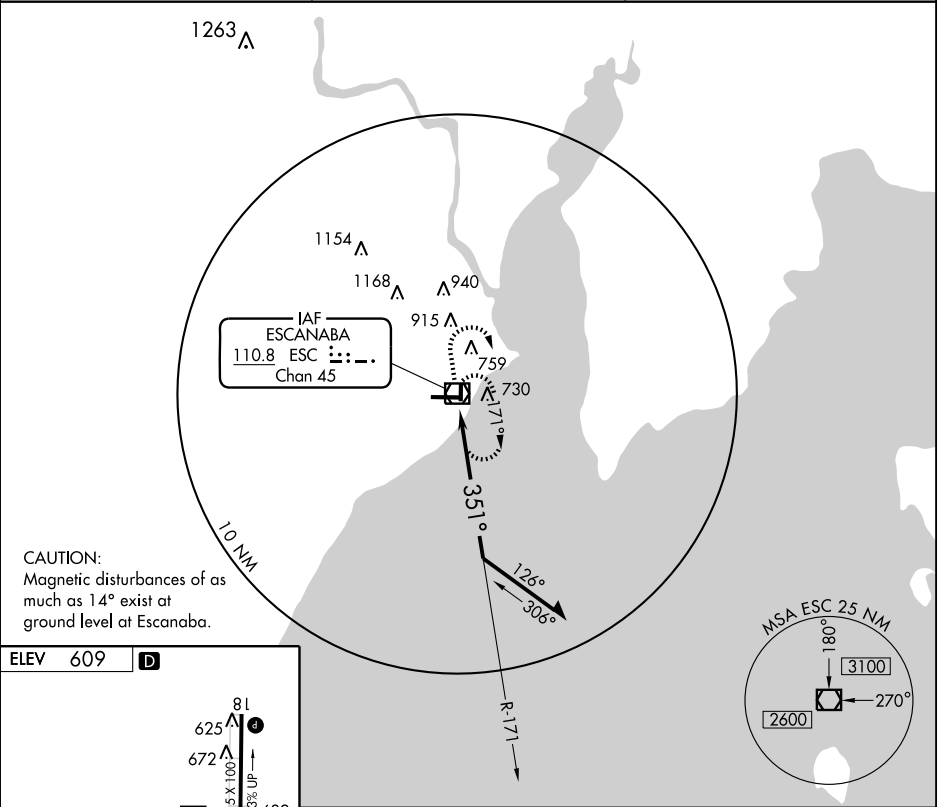 1263
1154
1168
940
915
759
730
IAF
ESCANABA
110.8 ESC
Chan 45
171°
351°
10 NM
126°
306°
R-171
CAUTION:
Magnetic disturbances of as
much as 14° exist at
ground level at Escanaba.
MSA ESC 25 NM
180°
3100
270°
2600
ELEV 609 D
18
625
P
672
5 X 100
3% UP